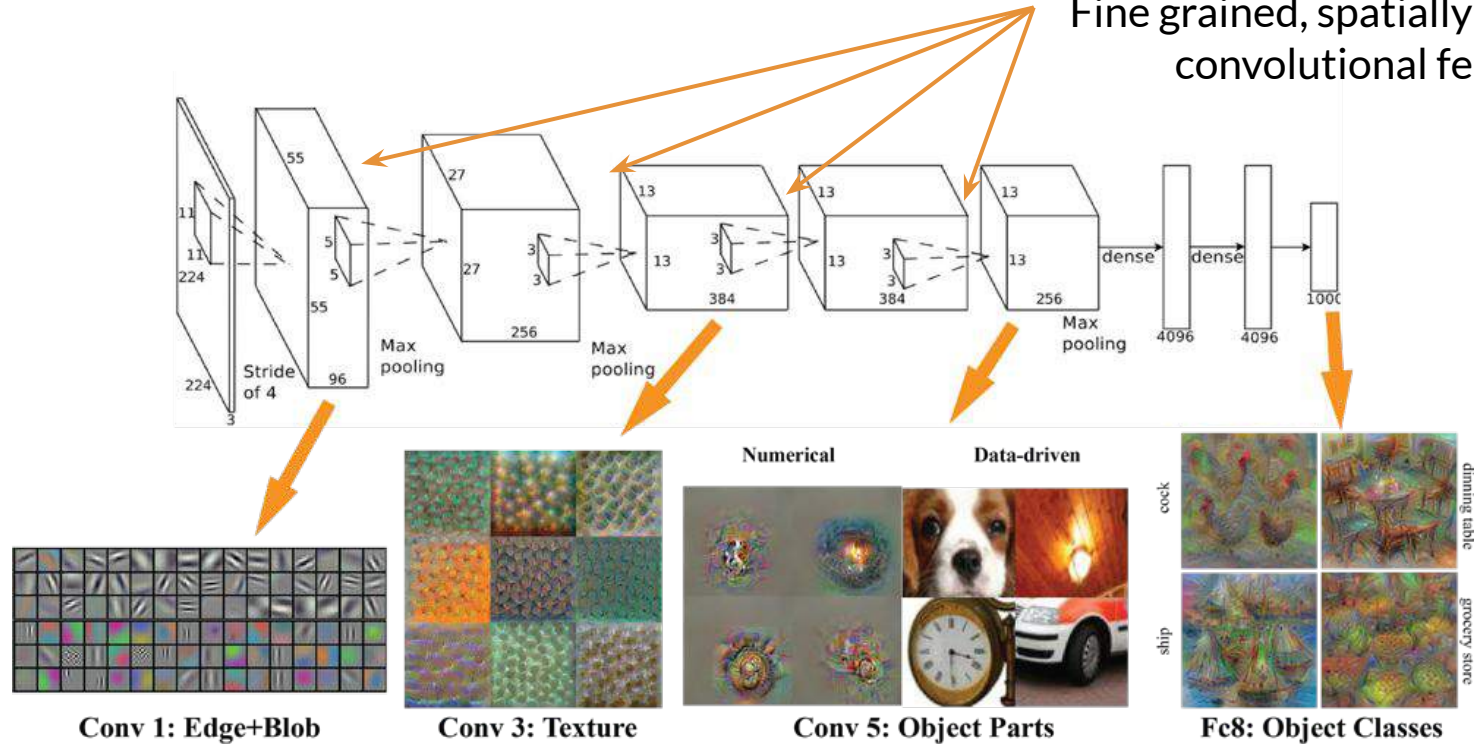 Fine grained, spatially
convolutional fe
55
27
13
13
13
11
11
224
5
5
55
3
3
27
3
3
13
3
3
13
13
dense
dense
224
Stride
of 4
3
96
Max
pooling
256
Max
pooling
384
384
256
Max
pooling
4096
4096
1000
Numerical
Data-driven
cock
dinning table
ship
grocery store
Conv 1: Edge+Blob
Conv 3: Texture
Conv 5: Object Parts
Fc8: Object Classes